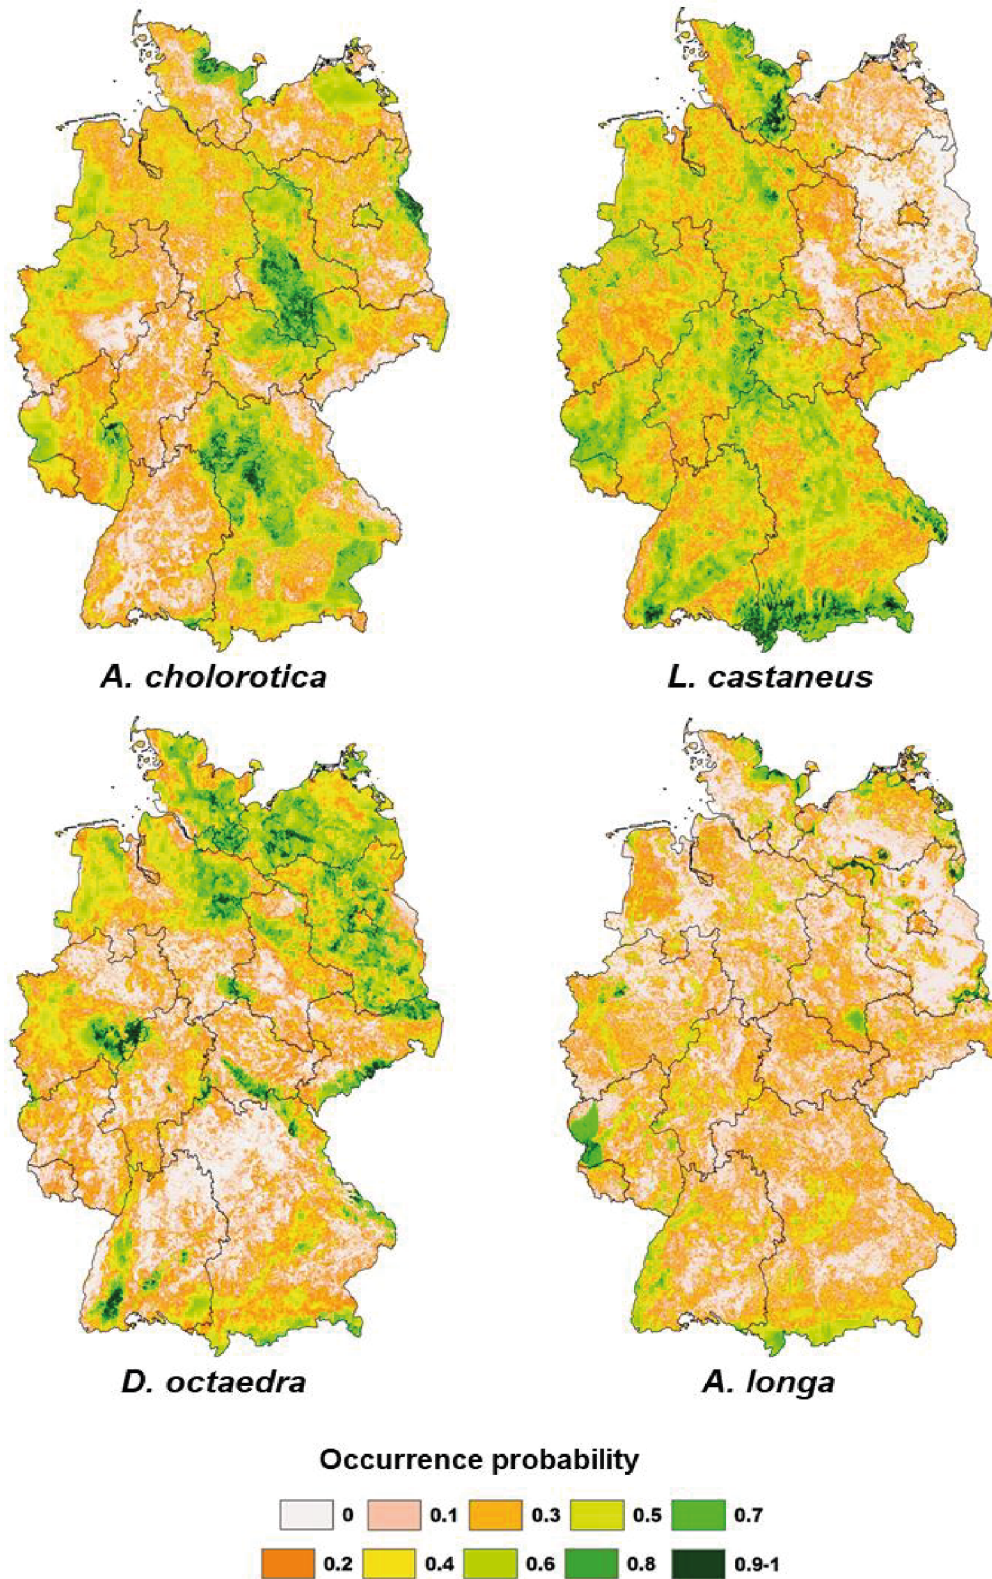 A. cholorotica
L. castaneus
D. octaedra
A. longa
Occurrence probability
0 0.1 0.3 0.5 0.7
0.2 0.4 0.6 0.8 0.9-1